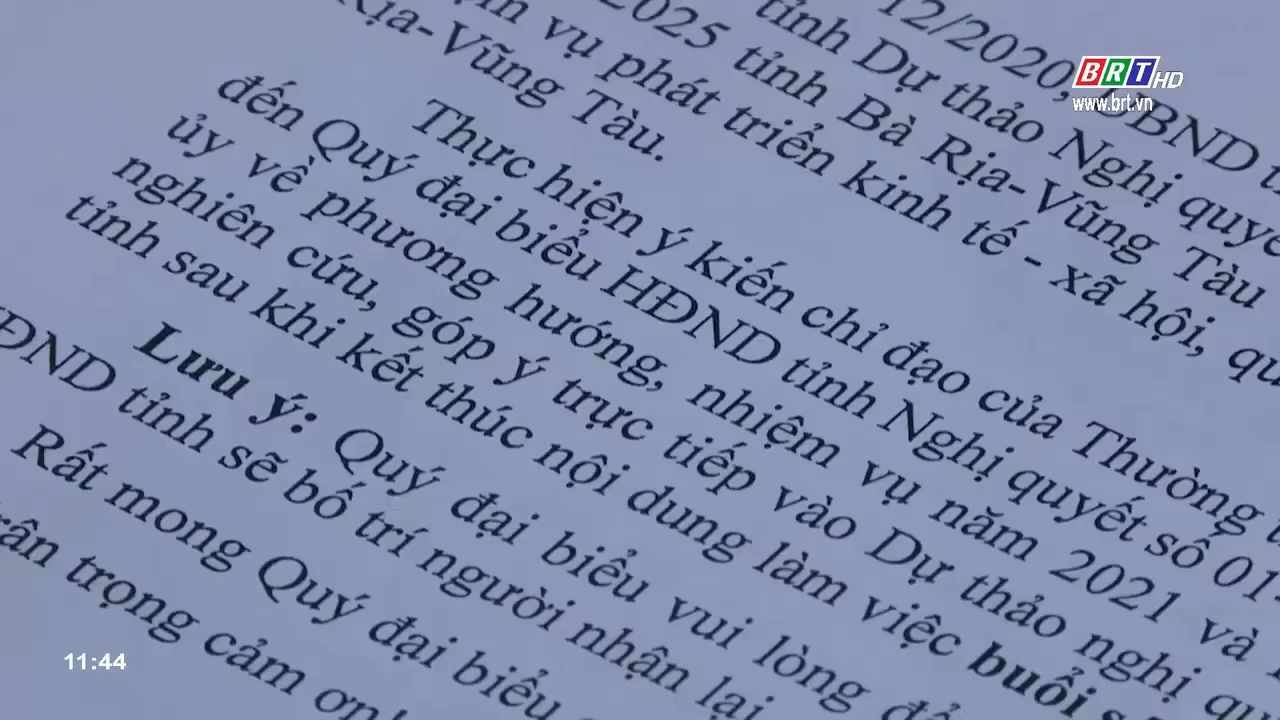 12/2020, UBND
tỉnh Dự thảo Nghị quyế
2025 tỉnh Bà Rịa-Vũng Tàu
vụ phát triển kinh tế - xã hội,
Rịa-Vũng Tàu.
Thực hiện ý kiến chỉ đạo của Thường
đến Quý đại biểu HĐND tỉnh Nghị quyết số 01
ủy về phương hướng, nhiệm vụ năm 2021 và
nghiên cứu, góp ý trực tiếp vào Dự thảo nghị
tỉnh sau khi kết thúc nội dung làm việc buổi
Lưu ý: Quý đại biểu vui lòng
HĐND tỉnh sẽ bố trí người nhận lại
Rất mong Quý đại biểu
trân trọng cảm ơn
BRT HD
www.brt.vn
11:44